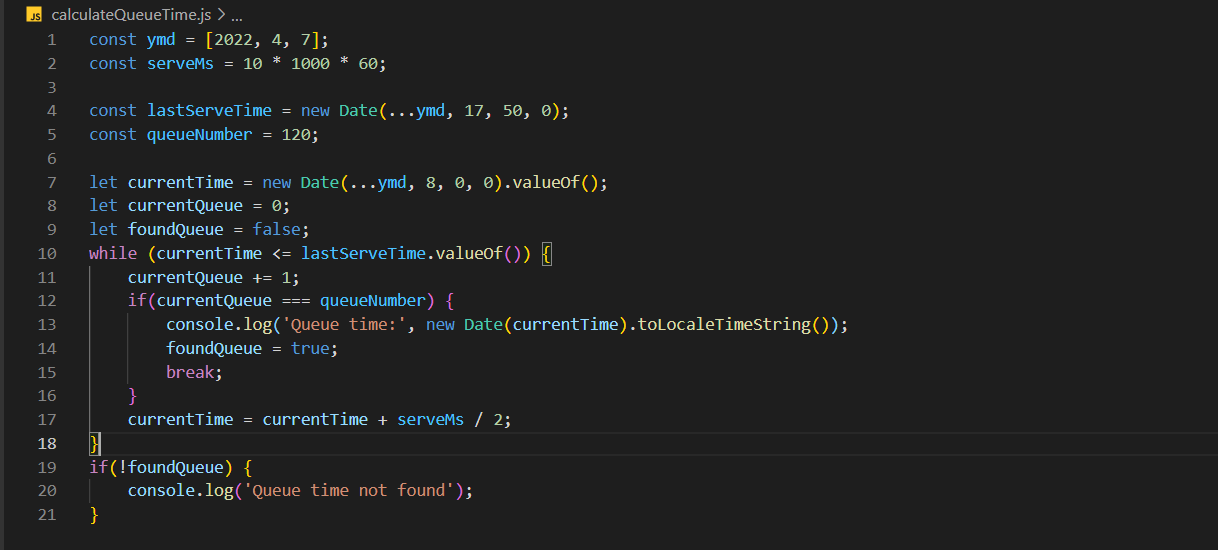 JS calculateQueueTime.js > ...
1 const ymd = [2022, 4, 7];
2 const serveMs = 10 * 1000 * 60;
3
4 const lastServeTime = new Date(...ymd, 17, 50, 0);
5 const queueNumber = 120;
6
7 let currentTime = new Date(...ymd, 8, 0, 0).valueOf();
8 let currentQueue = 0;
9 let foundQueue = false;
10 while (currentTime <= lastServeTime.valueOf()) {
11     currentQueue += 1;
12     if(currentQueue === queueNumber) {
13         console.log('Queue time:', new Date(currentTime).toLocaleTimeString());
14         foundQueue = true;
15         break;
16     }
17     currentTime = currentTime + serveMs / 2;
18 }
19 if(!foundQueue) {
20     console.log('Queue time not found');
21 }